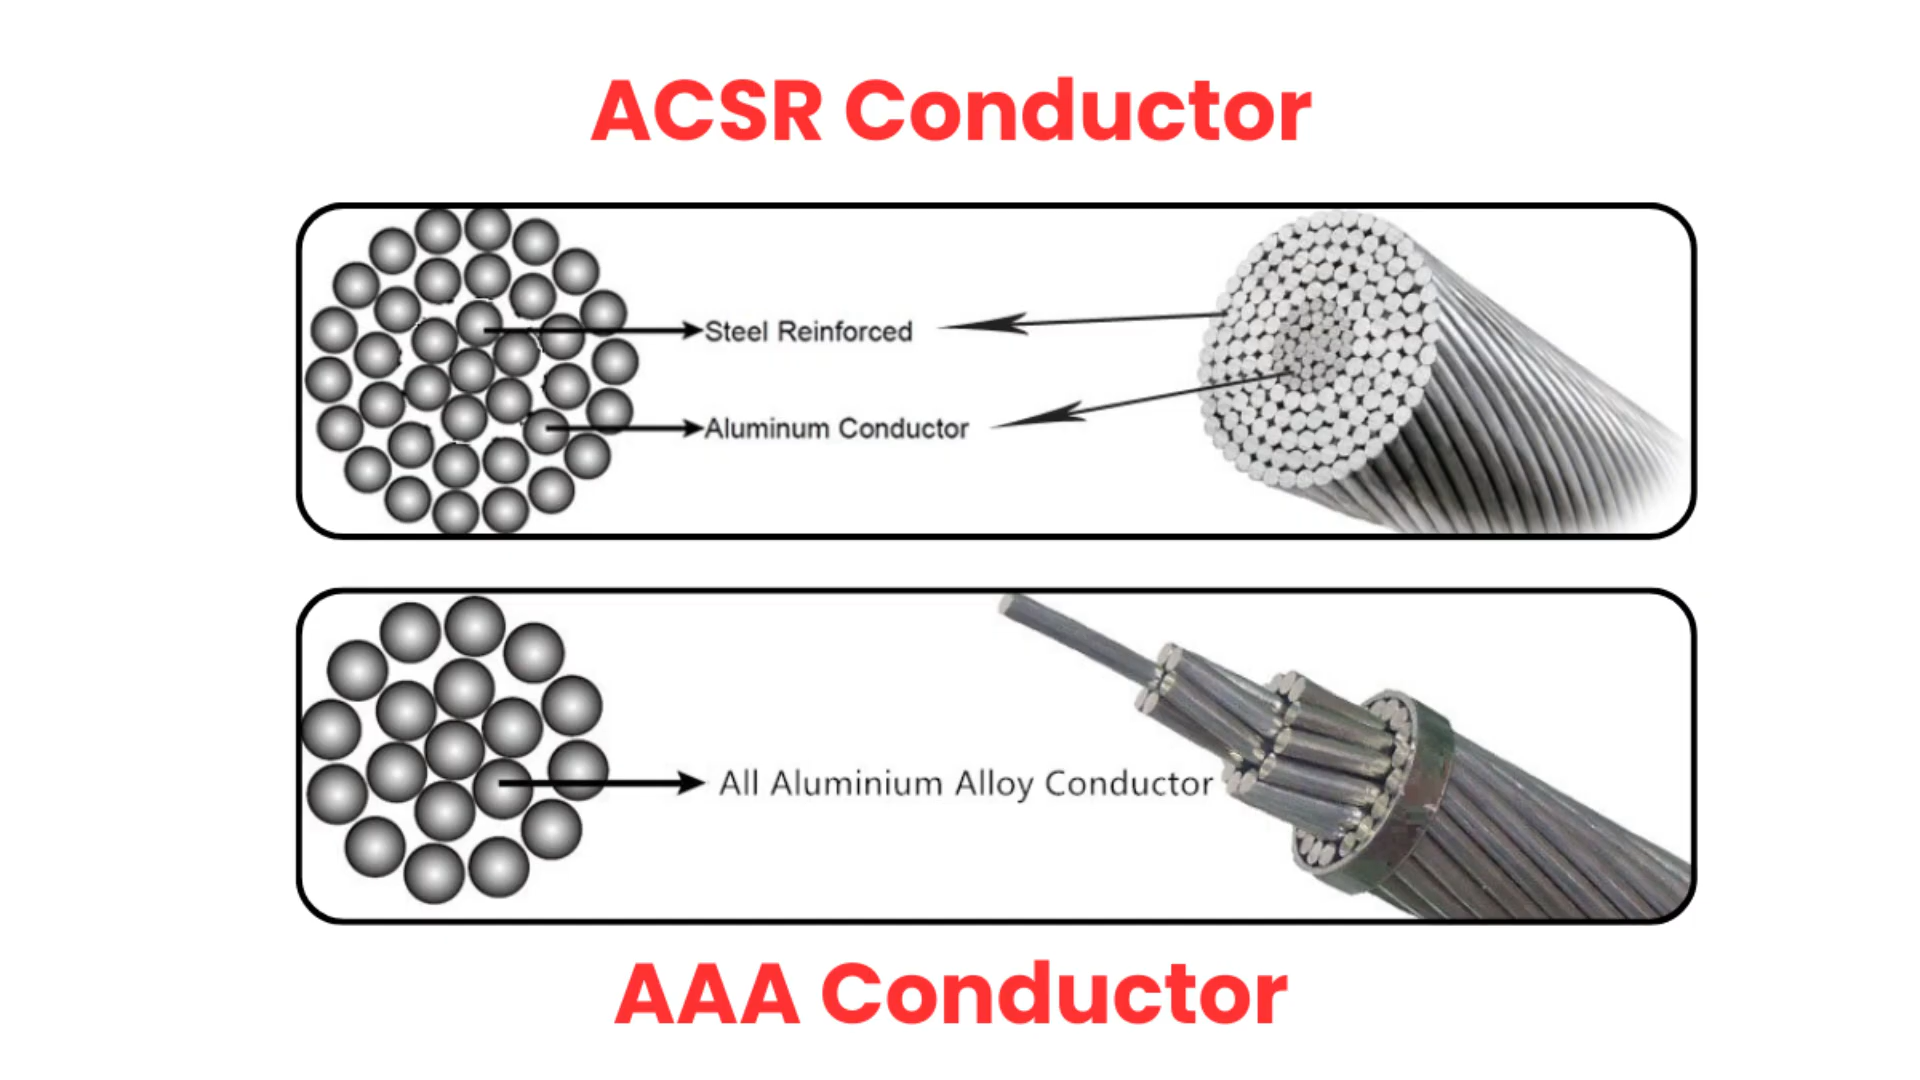 ACSR Conductor
Steel Reinforced
Aluminum Conductor
All Aluminium Alloy Conductor
AAA Conductor